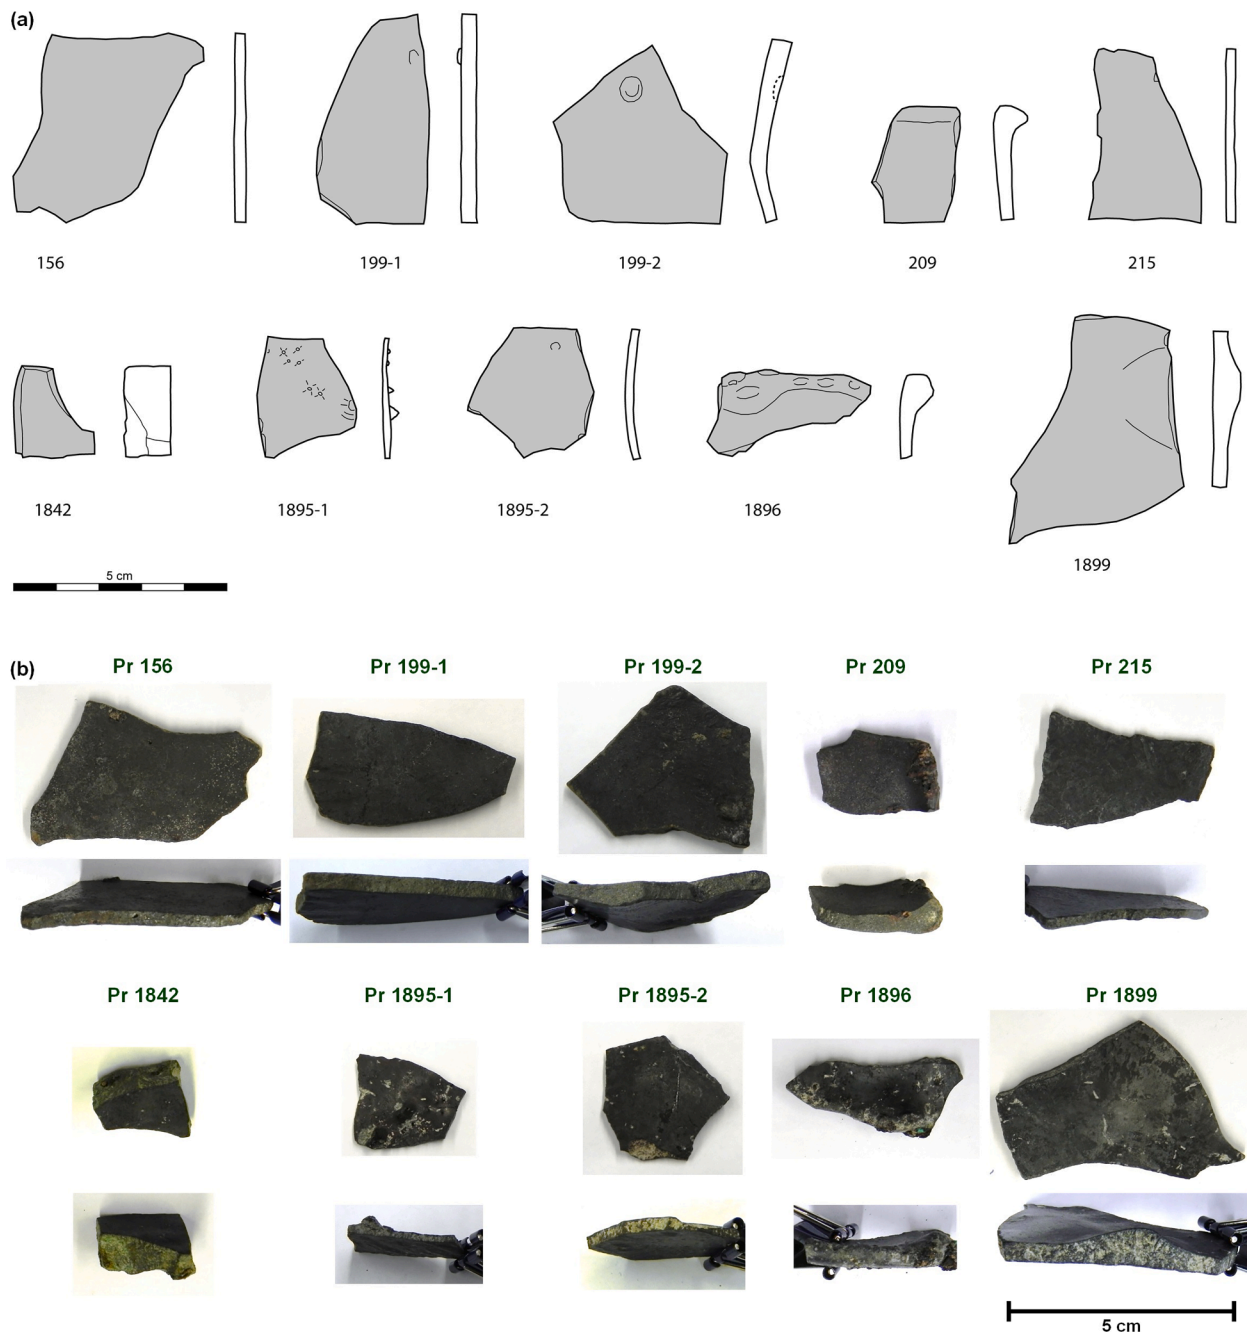 (a)
156
199-1
199-2
209
215
1842
1895-1
1895-2
1896
1899
5 cm
(b)
Pr 156
Pr 199-1
Pr 199-2
Pr 209
Pr 215
Pr 1842
Pr 1895-1
Pr 1895-2
Pr 1896
Pr 1899
5 cm